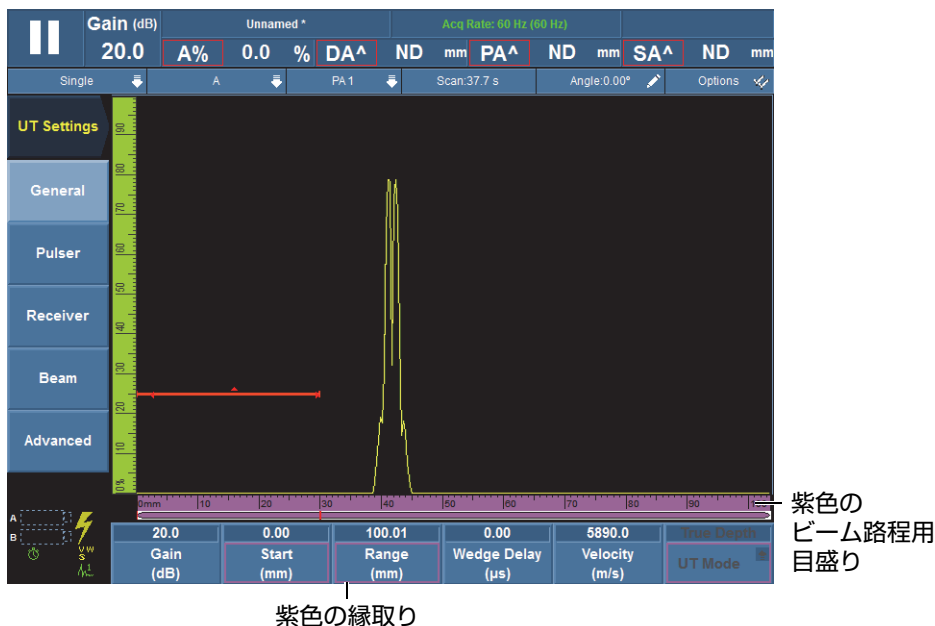 Gain (dB)
20.0
Unnamed *
Acq Rate: 60 Hz (60 Hz)
A%
0.0 %
DA^
ND mm
PA^
ND mm
SA^
ND mm
Single
A
PA1
Scan:37.7 s
Angle:0.00°
Options
UT Settings
General
Pulser
Receiver
Beam
Advanced
90
80
70
60
50
40
30
20
10
0%
0mm 10 20 30 40 50 60 70 80 90 100
A
B
20.0
Gain
(dB)
0.00
Start
(mm)
100.01
Range
(mm)
0.00
Wedge Delay
(µs)
5890.0
Velocity
(m/s)
True Depth
UT Mode
紫色の
ビーム路程用
目盛り
紫色の縁取り